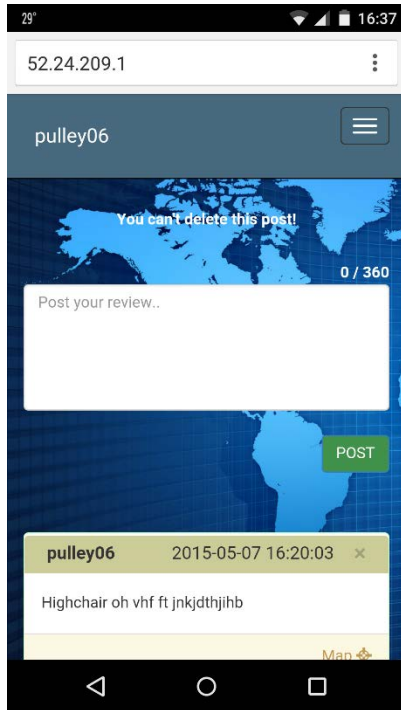 29°
16:37
52.24.209.1
pulley06
You can't delete this post!
0 / 360
Post your review..
POST
pulley06 2015-05-07 16:20:03 ×
Highchair oh vhf ft jnkjdthjihb
Map